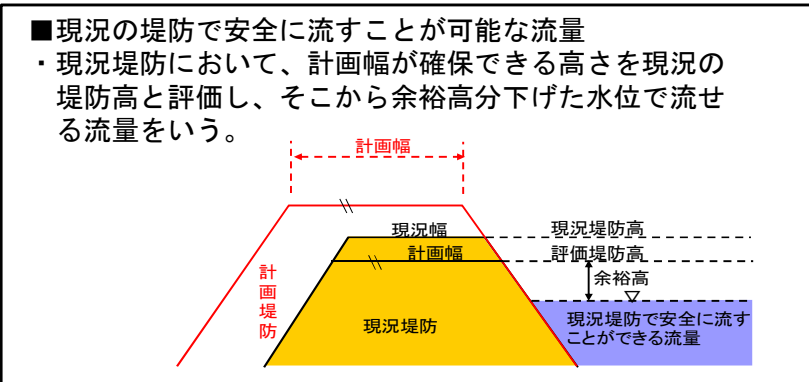 ■現況の堤防で安全に流すことが可能な流量
・現況堤防において、計画幅が確保できる高さを現況の
堤防高と評価し、そこから余裕高分下げた水位で流せ
る流量をいう。
計画幅
現況幅
現況堤防高
計画幅
評価堤防高
余裕高
計画堤防
現況堤防
現況堤防で安全に流す
ことができる流量